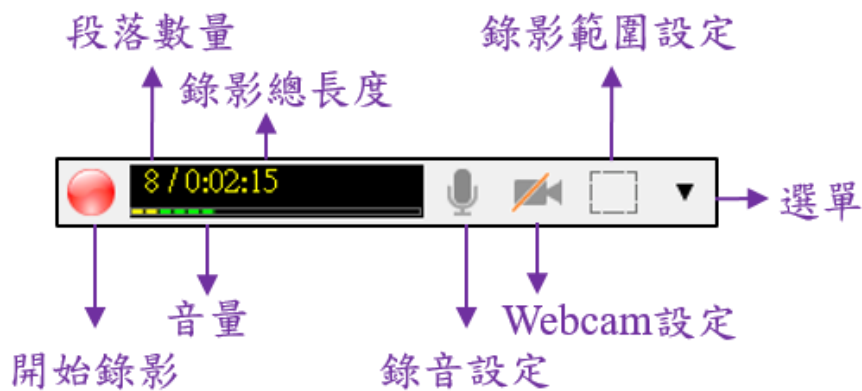 段落數量
錄影範圍設定
錄影總長度
8 / 0:02:15
選單
音量
Webcam設定
開始錄影
錄音設定